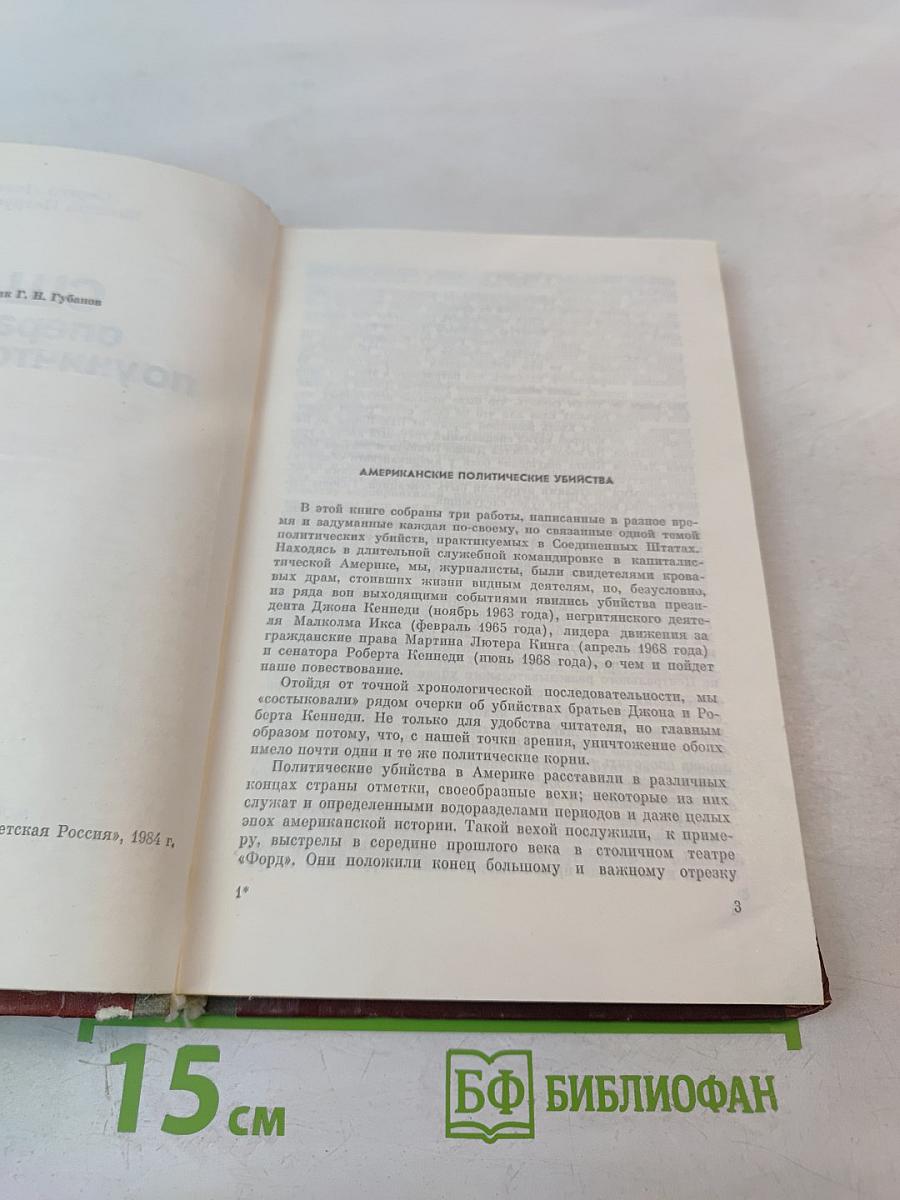 ик Г. Н. Губанов
етская Россия», 1984 г.
АМЕРИКАНСКИЕ ПОЛИТИЧЕСКИЕ УБИЙСТВА
В этой книге собраны три работы, написанные в разное вре-
мя и задуманные каждая по-своему, но связанные одной темой
политических убийств, практикуемых в Соединенных Штатах.
Находясь в длительной служебной командировке в капиталис-
тической Америке, мы, журналисты, были свидетелями крова-
вых драм, стоивших жизни видным деятелям, но, безусловно,
из ряда вон выходящими событиями явились убийства прези-
дента Джона Кеннеди (ноябрь 1963 года), негритянского деяте-
ля Малколма Икса (февраль 1965 года), лидера движения за
гражданские права Мартина Лютера Кинга (апрель 1968 года)
и сенатора Роберта Кеннеди (июнь 1968 года), о чем и пойдет
наше повествование.
Отойдя от точной хронологической последовательности, мы
«состыковали» рядом очерки об убийствах братьев Джона и Ро-
берта Кеннеди. Не только для удобства читателя, но главным
образом потому, что, с нашей точки зрения, уничтожение обоих
имело почти одни и те же политические корни.
Политические убийства в Америке расставили в различных
концах страны отметки, своеобразные вехи; некоторые из них
служат и определенными водоразделами периодов и даже целых
эпох американской истории. Такой вехой послужили, к приме-
ру, выстрелы в середине прошлого века в столичном театре
«Форд». Они положили конец большому и важному отрезку
1*
3
15 см
БФ БИБЛИОФАН